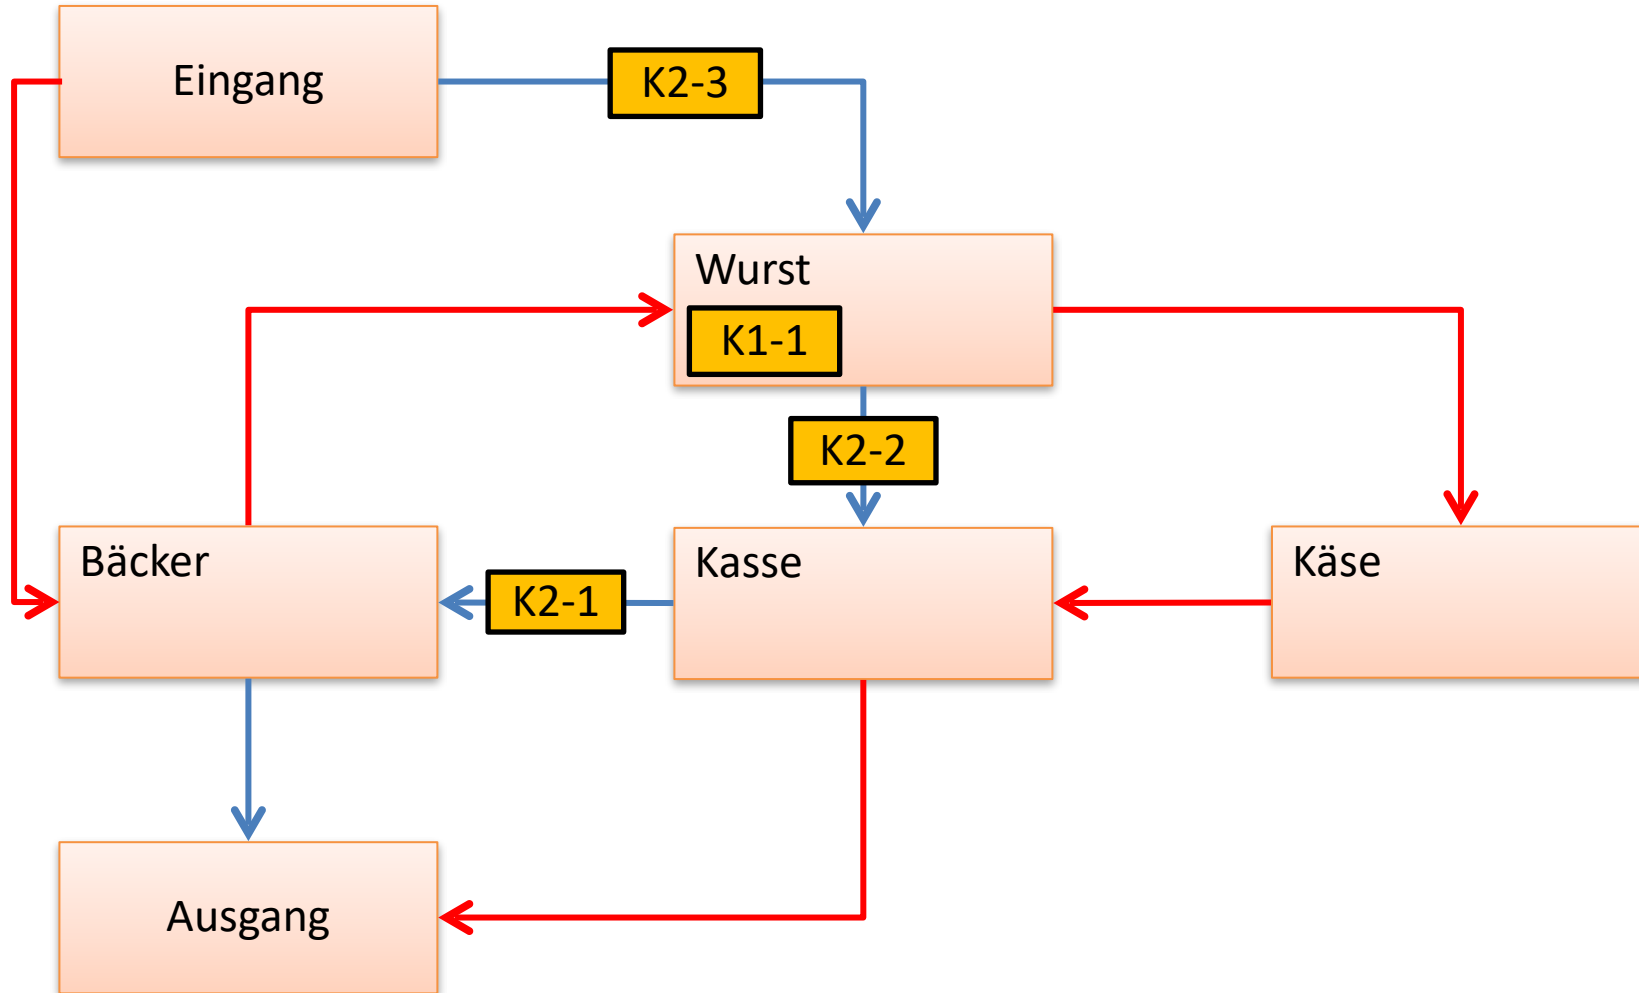 Eingang
K2-3
Wurst
K1-1
K2-2
Bäcker
K2-1
Kasse
Käse
Ausgang